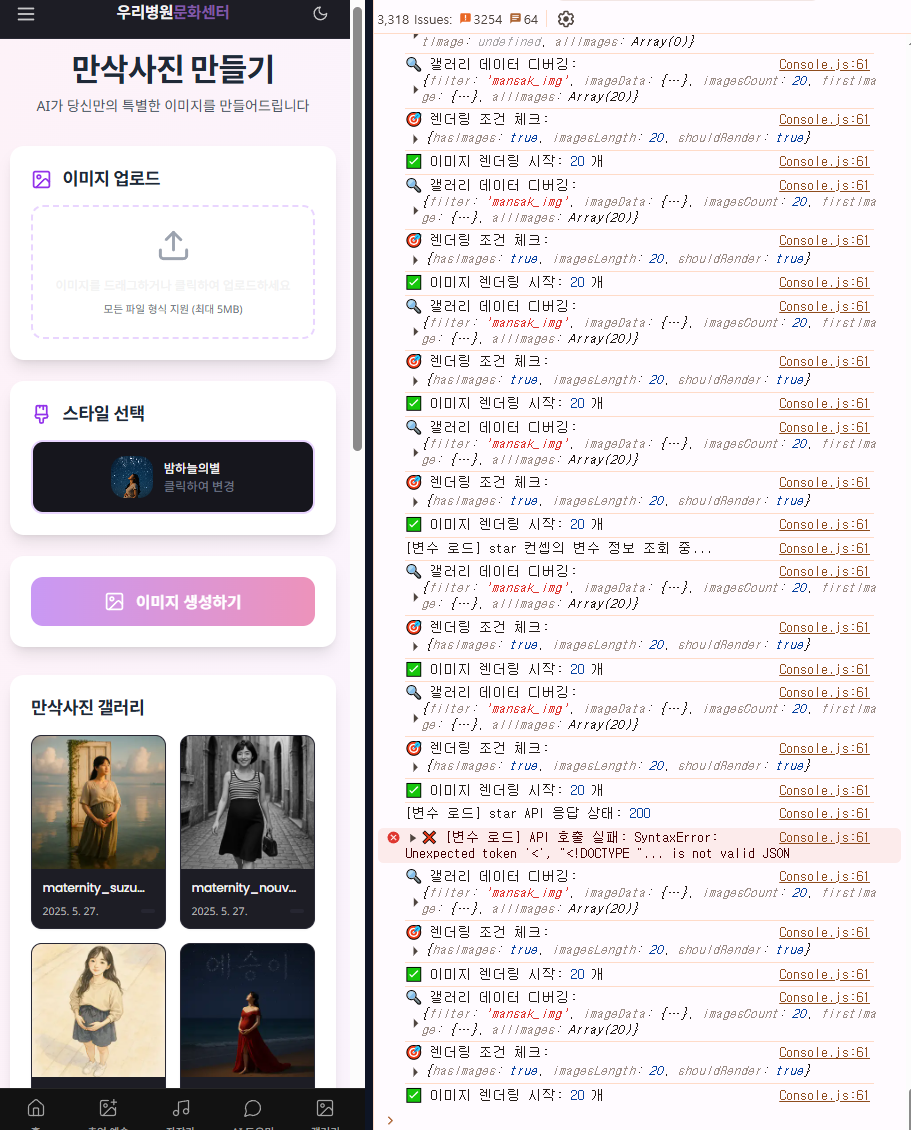 우리병원문화센터
만삭사진 만들기
AI가 당신만의 특별한 이미지를 만들어드립니다
이미지 업로드
이미지를 드래그하거나 클릭하여 업로드하세요
모든 파일 형식 지원 (최대 5MB)
스타일 선택
밤하늘의별
클릭하여 변경
이미지 생성하기
만삭사진 갤러리
maternity_suzu...
2025. 5. 27.
maternity_nouv...
2025. 5. 27.
예승이
3,318 Issues: 3254 64
tImage: undefined, allImages: Array(0)}
🔍 갤러리 데이터 디버깅: Console.js:61
{filter: 'mansak_img', imageData: {…}, imagesCount: 20, firstIma
ge: {…}, allImages: Array(20)}
🎯 렌더링 조건 체크: Console.js:61
{hasImages: true, imagesLength: 20, shouldRender: true}
✅ 이미지 렌더링 시작: 20 개 Console.js:61
🔍 갤러리 데이터 디버깅: Console.js:61
{filter: 'mansak_img', imageData: {…}, imagesCount: 20, firstIma
ge: {…}, allImages: Array(20)}
🎯 렌더링 조건 체크: Console.js:61
{hasImages: true, imagesLength: 20, shouldRender: true}
✅ 이미지 렌더링 시작: 20 개 Console.js:61
🔍 갤러리 데이터 디버깅: Console.js:61
{filter: 'mansak_img', imageData: {…}, imagesCount: 20, firstIma
ge: {…}, allImages: Array(20)}
🎯 렌더링 조건 체크: Console.js:61
{hasImages: true, imagesLength: 20, shouldRender: true}
✅ 이미지 렌더링 시작: 20 개 Console.js:61
🔍 갤러리 데이터 디버깅: Console.js:61
{filter: 'mansak_img', imageData: {…}, imagesCount: 20, firstIma
ge: {…}, allImages: Array(20)}
🎯 렌더링 조건 체크: Console.js:61
{hasImages: true, imagesLength: 20, shouldRender: true}
✅ 이미지 렌더링 시작: 20 개 Console.js:61
[변수 로드] star 컨셉의 변수 정보 조회 중... Console.js:61
🔍 갤러리 데이터 디버깅: Console.js:61
{filter: 'mansak_img', imageData: {…}, imagesCount: 20, firstIma
ge: {…}, allImages: Array(20)}
🎯 렌더링 조건 체크: Console.js:61
{hasImages: true, imagesLength: 20, shouldRender: true}
✅ 이미지 렌더링 시작: 20 개 Console.js:61
🔍 갤러리 데이터 디버깅: Console.js:61
{filter: 'mansak_img', imageData: {…}, imagesCount: 20, firstIma
ge: {…}, allImages: Array(20)}
🎯 렌더링 조건 체크: Console.js:61
{hasImages: true, imagesLength: 20, shouldRender: true}
✅ 이미지 렌더링 시작: 20 개 Console.js:61
[변수 로드] star API 응답 상태: 200 Console.js:61
❌ [변수 로드] API 호출 실패: SyntaxError: Console.js:61
Unexpected token '<', "<!DOCTYPE "... is not valid JSON
🔍 갤러리 데이터 디버깅: Console.js:61
{filter: 'mansak_img', imageData: {…}, imagesCount: 20, firstIma
ge: {…}, allImages: Array(20)}
🎯 렌더링 조건 체크: Console.js:61
{hasImages: true, imagesLength: 20, shouldRender: true}
✅ 이미지 렌더링 시작: 20 개 Console.js:61
🔍 갤러리 데이터 디버깅: Console.js:61
{filter: 'mansak_img', imageData: {…}, imagesCount: 20, firstIma
ge: {…}, allImages: Array(20)}
🎯 렌더링 조건 체크: Console.js:61
{hasImages: true, imagesLength: 20, shouldRender: true}
✅ 이미지 렌더링 시작: 20 개 Console.js:61